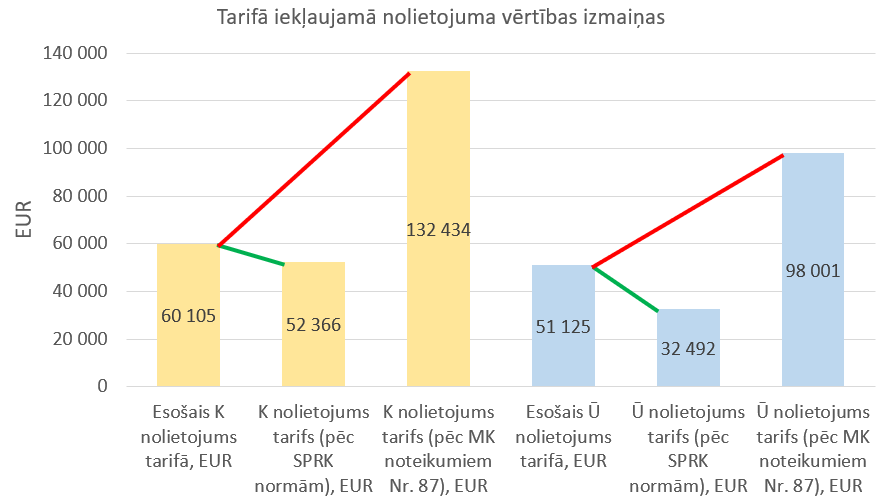 Tarifā iekļaujamā nolietojuma vērtības izmaiņas
140 000
120 000
100 000
80 000
60 000
40 000
20 000
0
EUR
60 105
52 366
132 434
51 125
32 492
98 001
Esošais K
nolietojums
tarifā, EUR
K nolietojums
tarifs (pēc
SPRK
normām), EUR
K nolietojums
tarifs (pēc MK
noteikumiem
Nr. 87), EUR
Esošais Ū
nolietojums
tarifā, EUR
Ū nolietojums
tarifs (pēc
SPRK
normām), EUR
Ū nolietojums
tarifs (pēc MK
noteikumiem
Nr. 87), EUR